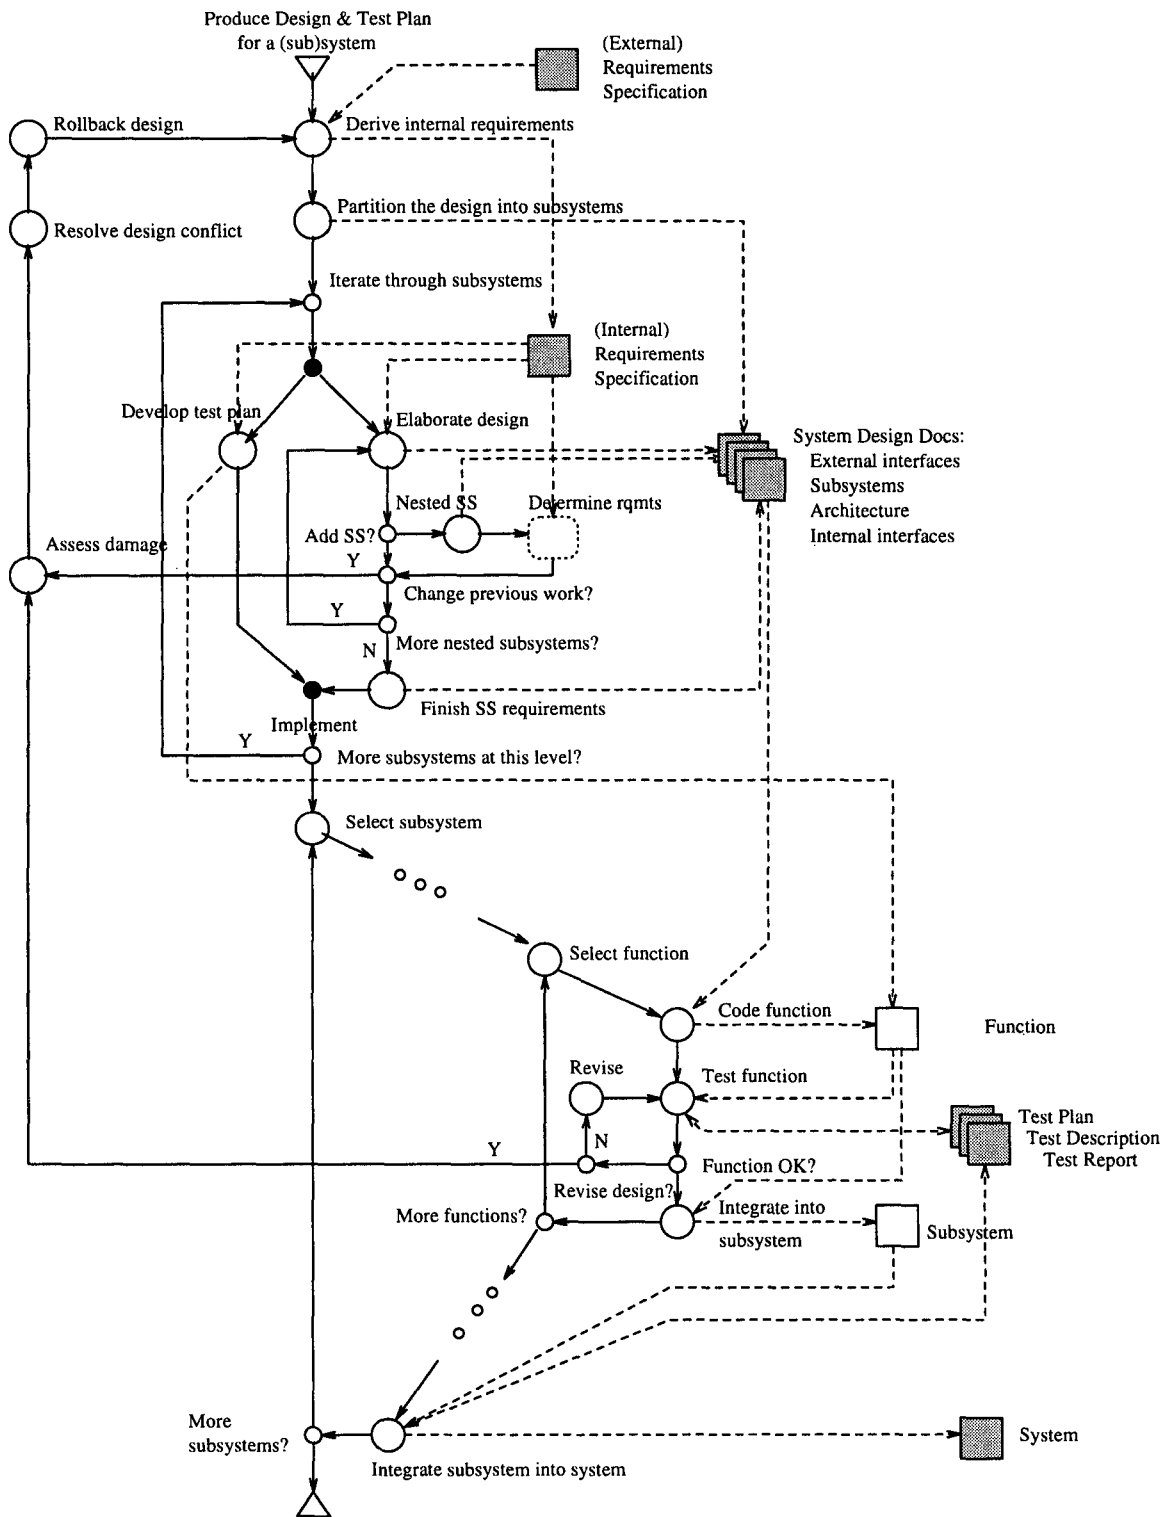 Produce Design & Test Plan
for a (sub)system
(External)
Requirements
Specification
Rollback design
Derive internal requirements
Partition the design into subsystems
Resolve design conflict
Iterate through subsystems
(Internal)
Requirements
Specification
Develop test plan
Elaborate design
System Design Docs:
External interfaces
Subsystems
Architecture
Internal interfaces
Nested SS
Determine rqmts
Add SS?
Assess damage
Y
Change previous work?
Y
More nested subsystems?
N
Finish SS requirements
Implement
Y
More subsystems at this level?
Select subsystem
Select function
Code function
Function
Revise
Test function
Test Plan
Test Description
Test Report
N
Y
Function OK?
Revise design?
More functions?
Integrate into
subsystem
Subsystem
More
subsystems?
System
Integrate subsystem into system